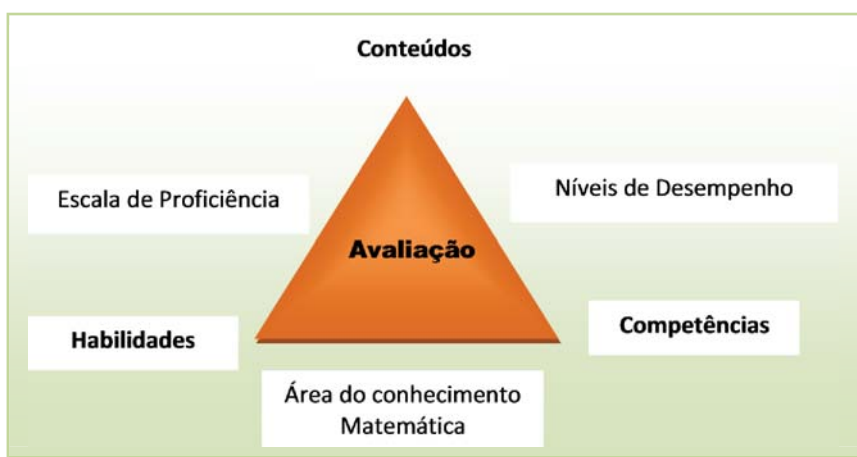 Conteúdos
Escala de Proficiência
Níveis de Desempenho
Avaliação
Habilidades
Competências
Área do conhecimento
Matemática